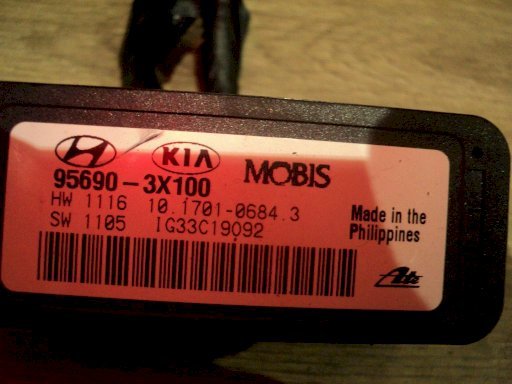 KIA MOBIS
95690-3X100
HW 1116 10.1701-0684.3
SW 1105 IG33C19092
Made in the
Philippines
Ate